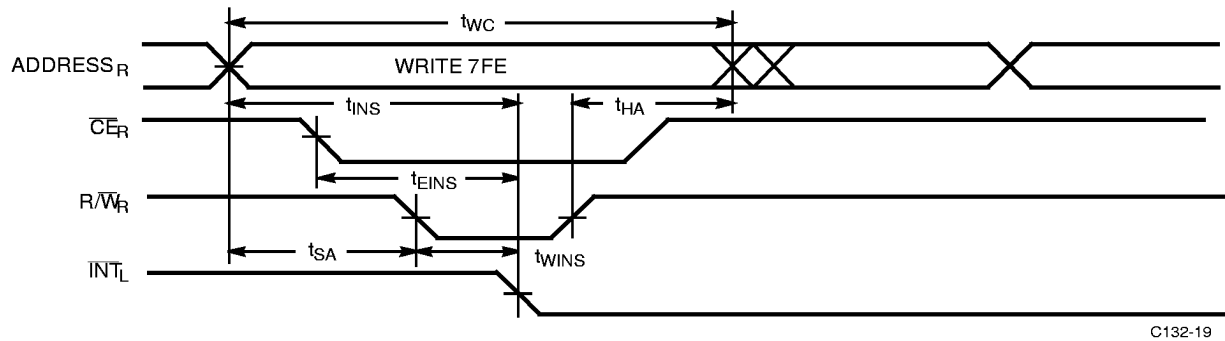 tWC
ADDRESSR WRITE 7FE
tINS tHA
CER
tEINS
R/WR
tSA tWINS
INTL
C132-19